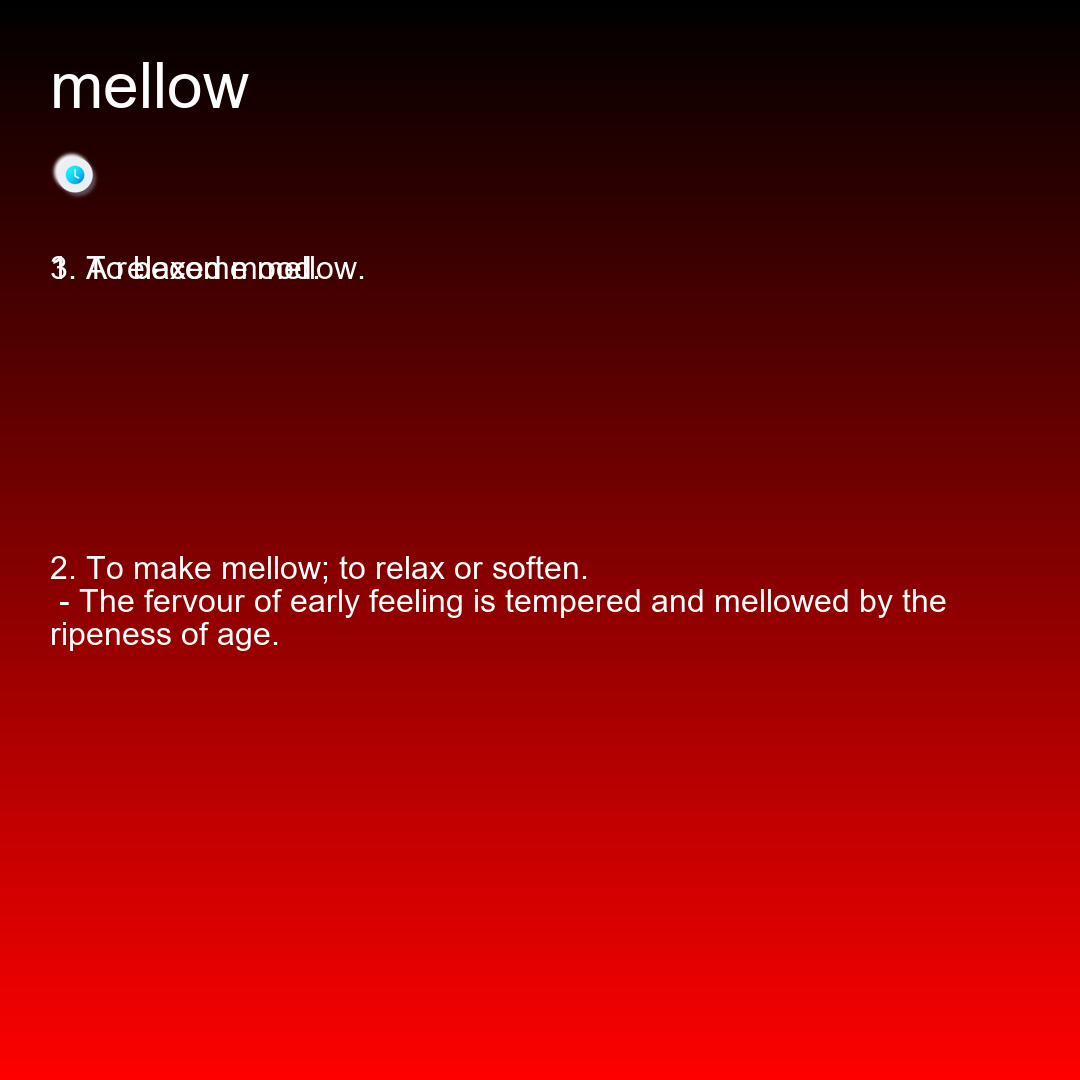 mellow
1. A relaxed mood.
3. To become mellow.
2. To make mellow; to relax or soften.
- The fervour of early feeling is tempered and mellowed by the
ripeness of age.